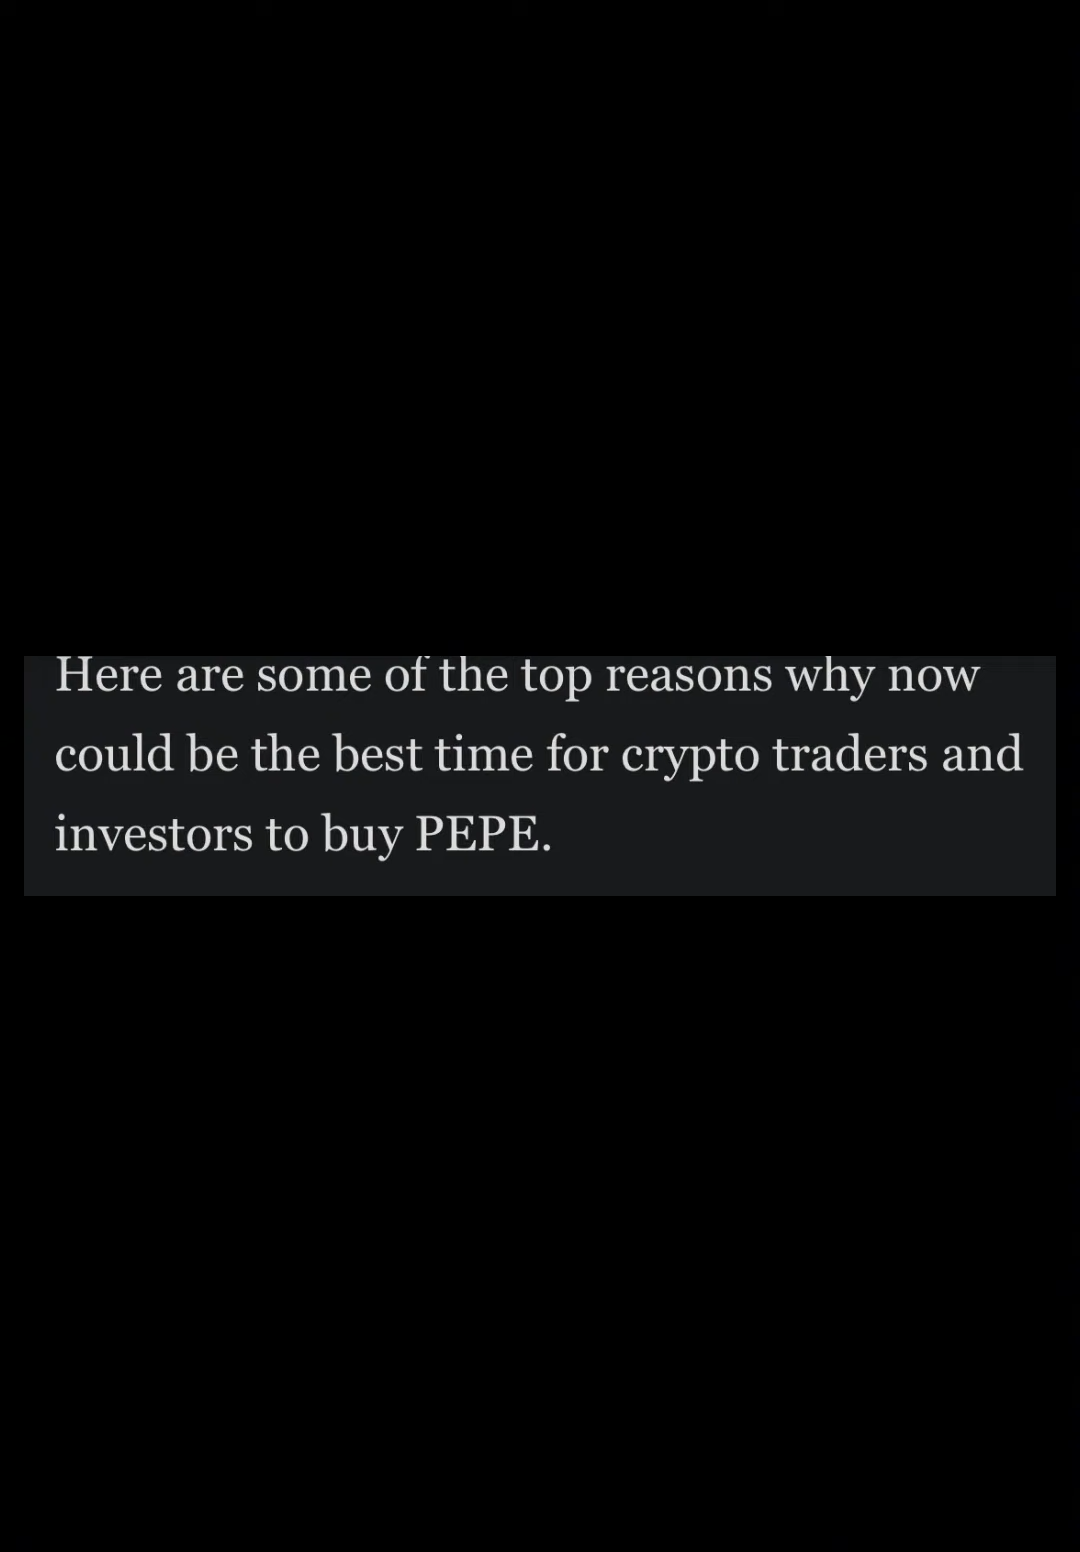 Here are some of the top reasons why now
could be the best time for crypto traders and
investors to buy PEPE.